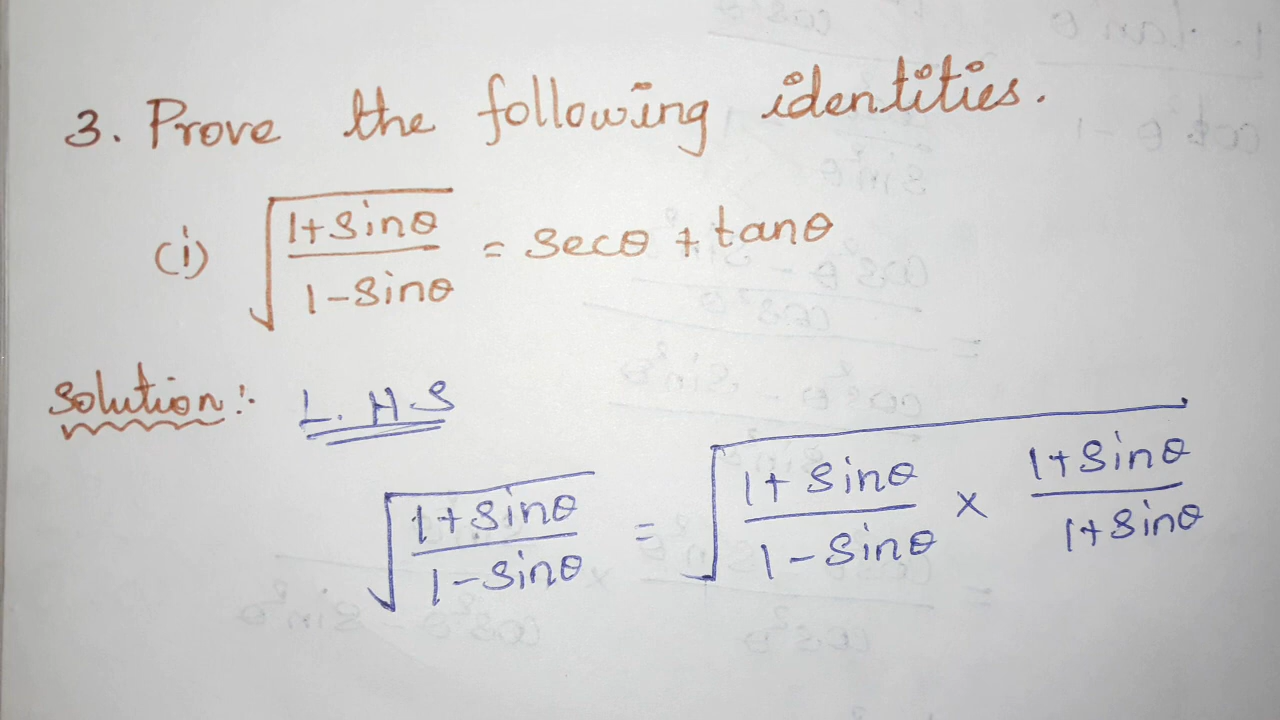 3. Prove the following identities.
(i) √(1+sinθ / 1-sinθ) = secθ + tanθ
Solution:- L.H.S
√(1+sinθ / 1-sinθ) = √(1+sinθ / 1-sinθ × 1+sinθ / 1+sinθ)